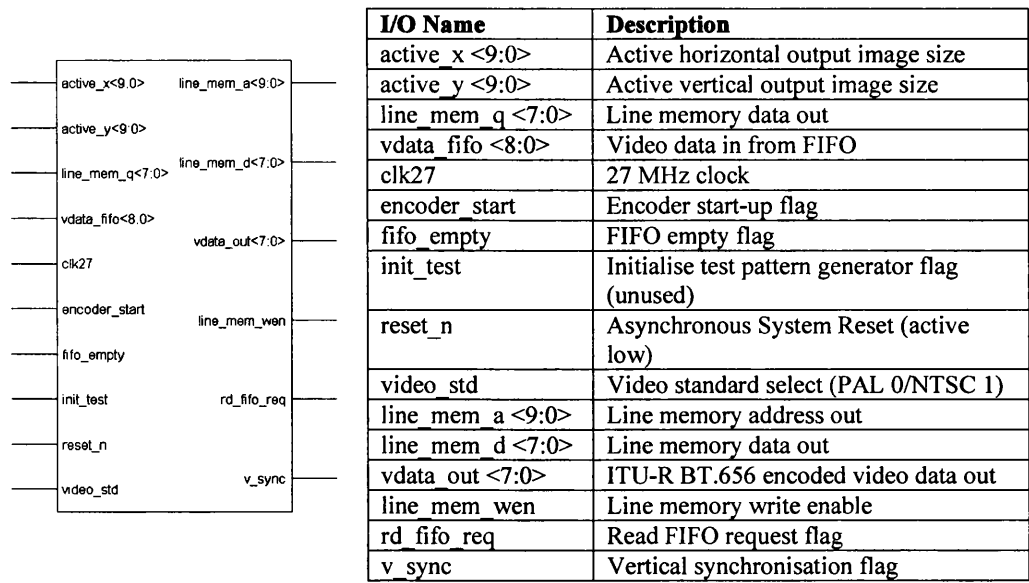 active_x<9.0>
active_y<9:0>
line_mem_q<7:0>
vdata_fifo<8.0>
clk27
encoder_start
fifo_empty
init_test
reset_n
video_std
line_mem_a<9:0>
line_mem_d<7:0>
vdata_out<7:0>
line_mem_wen
rd_fifo_req
v_sync
I/O Name Description
active_x <9:0> Active horizontal output image size
active_y <9:0> Active vertical output image size
line_mem_q <7:0> Line memory data out
vdata_fifo <8:0> Video data in from FIFO
clk27 27 MHz clock
encoder_start Encoder start-up flag
fifo_empty FIFO empty flag
init_test Initialise test pattern generator flag
(unused)
reset_n Asynchronous System Reset (active
low)
video_std Video standard select (PAL 0/NTSC 1)
line_mem_a <9:0> Line memory address out
line_mem_d <7:0> Line memory data out
vdata_out <7:0> ITU-R BT.656 encoded video data out
line_mem_wen Line memory write enable
rd_fifo_req Read FIFO request flag
v_sync Vertical synchronisation flag